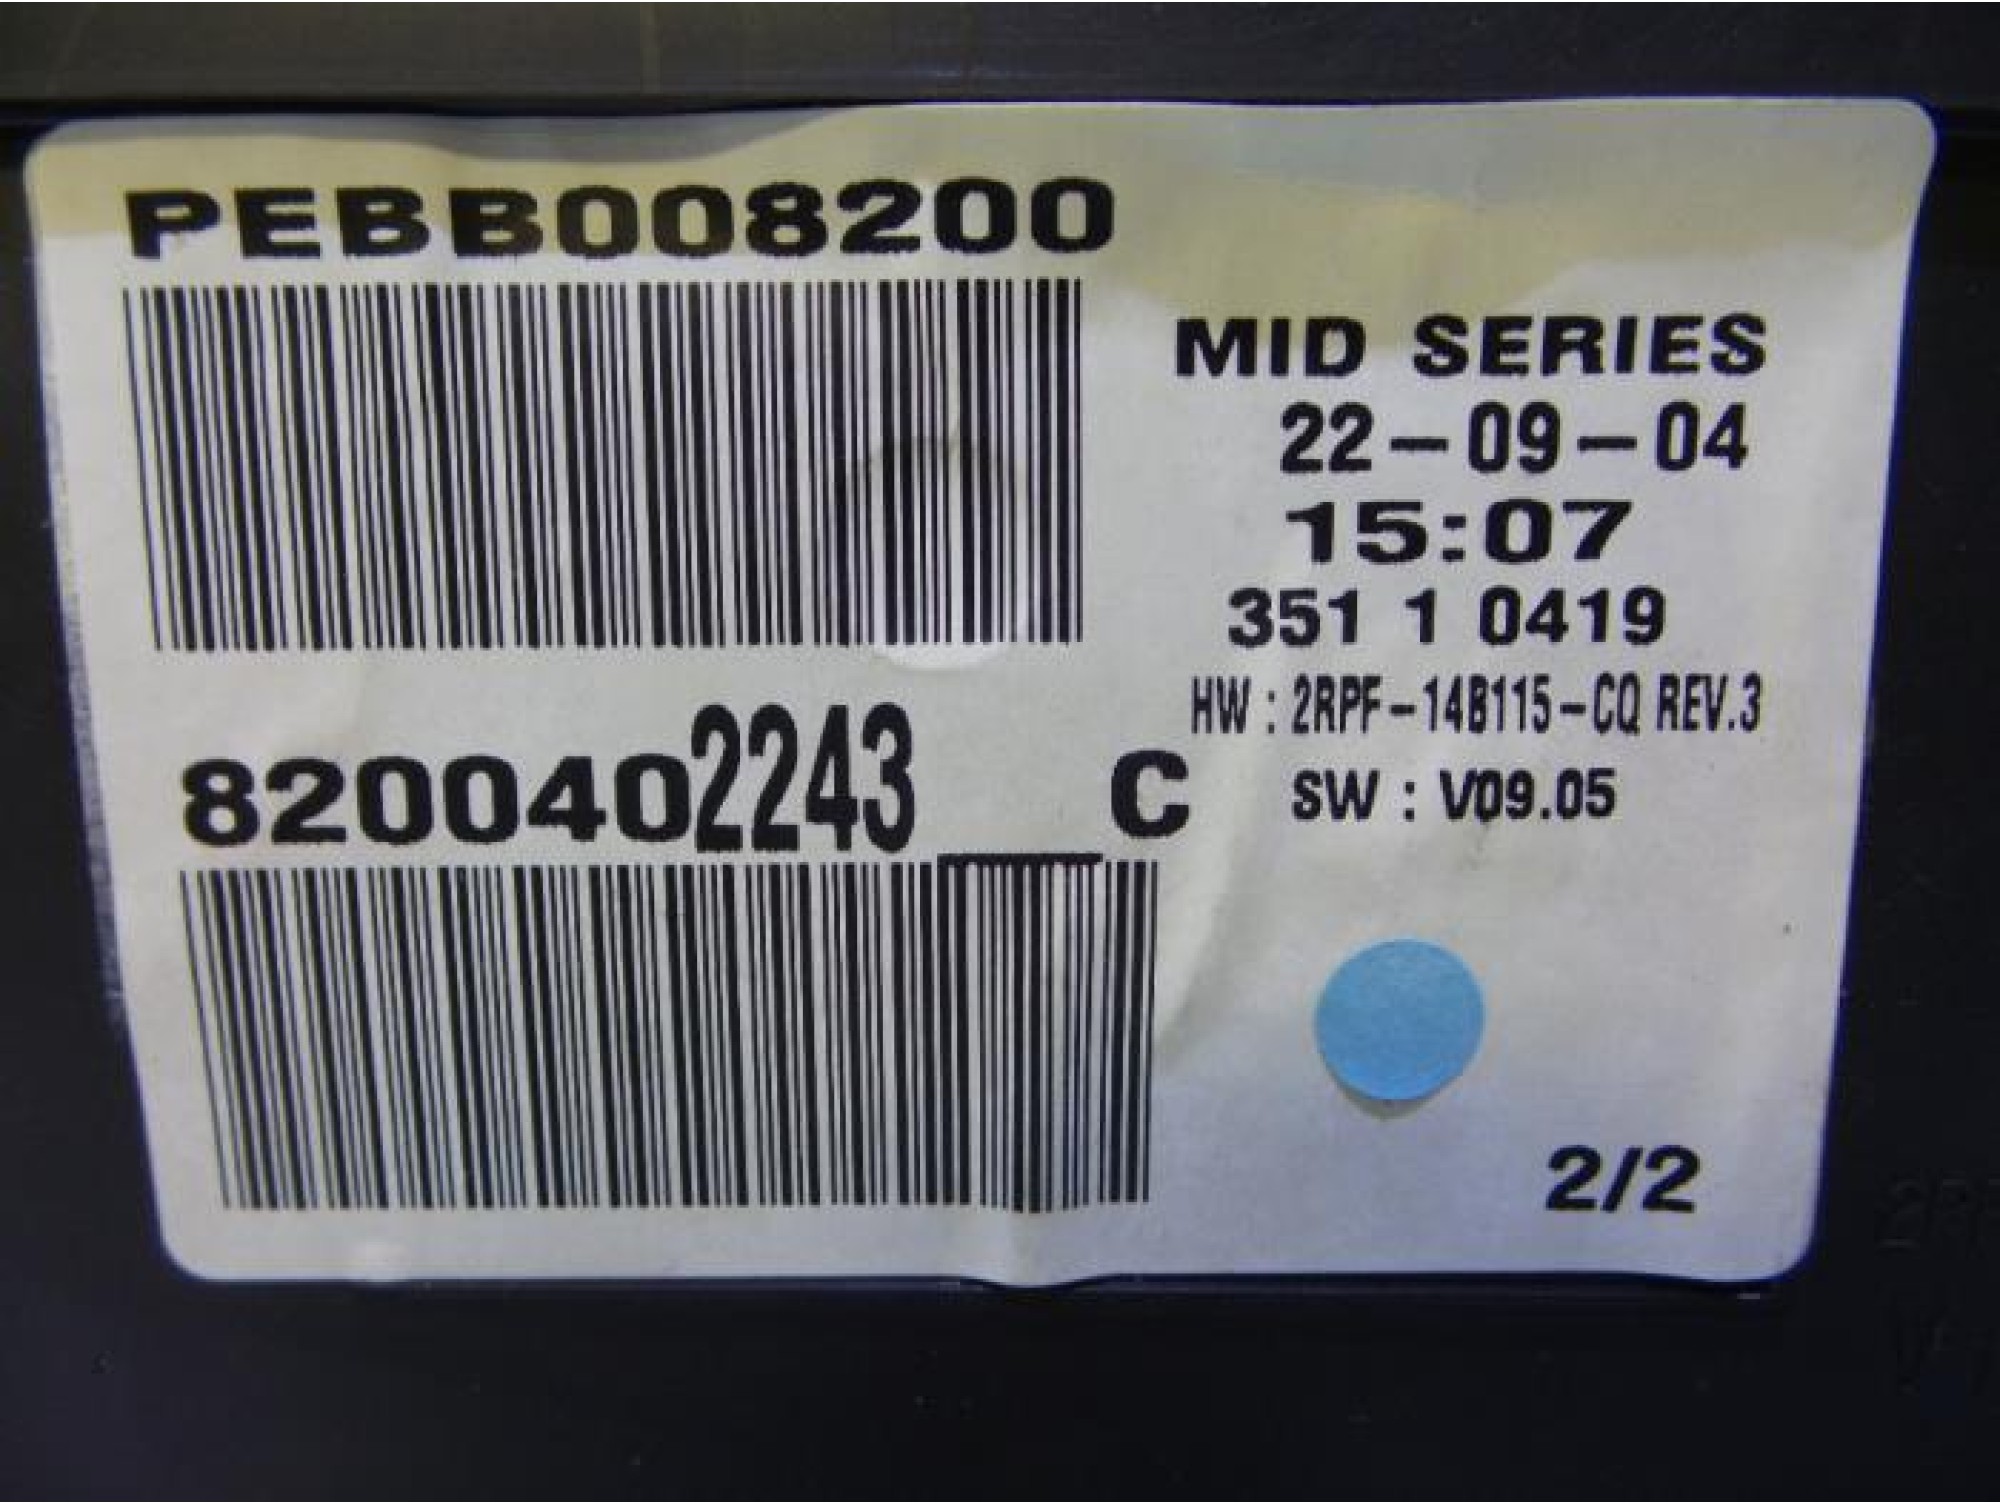 PEBB008200
MID SERIES
22-09-04
15:07
351 1 0419
HW : 2RPF-14B115-CQ REV.3
8200402243___C
SW : V09.05
2/2